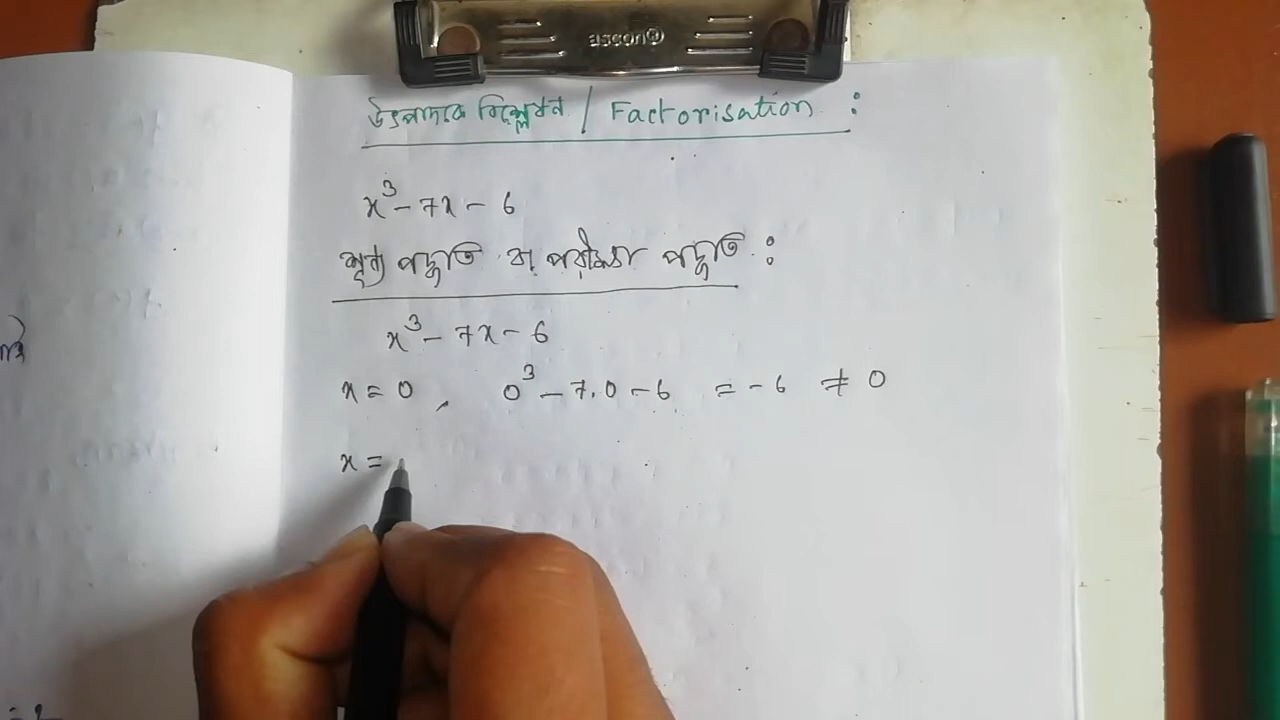 ascon®
উৎপাদকে বিশ্লেষণ / Factorisation :
x³ - 7x - 6
শূন্য পদ্ধতি বা পরীক্ষা পদ্ধতি :
x³ - 7x - 6
x = 0 , 0³ - 7.0 - 6 = - 6 ≠ 0
x =